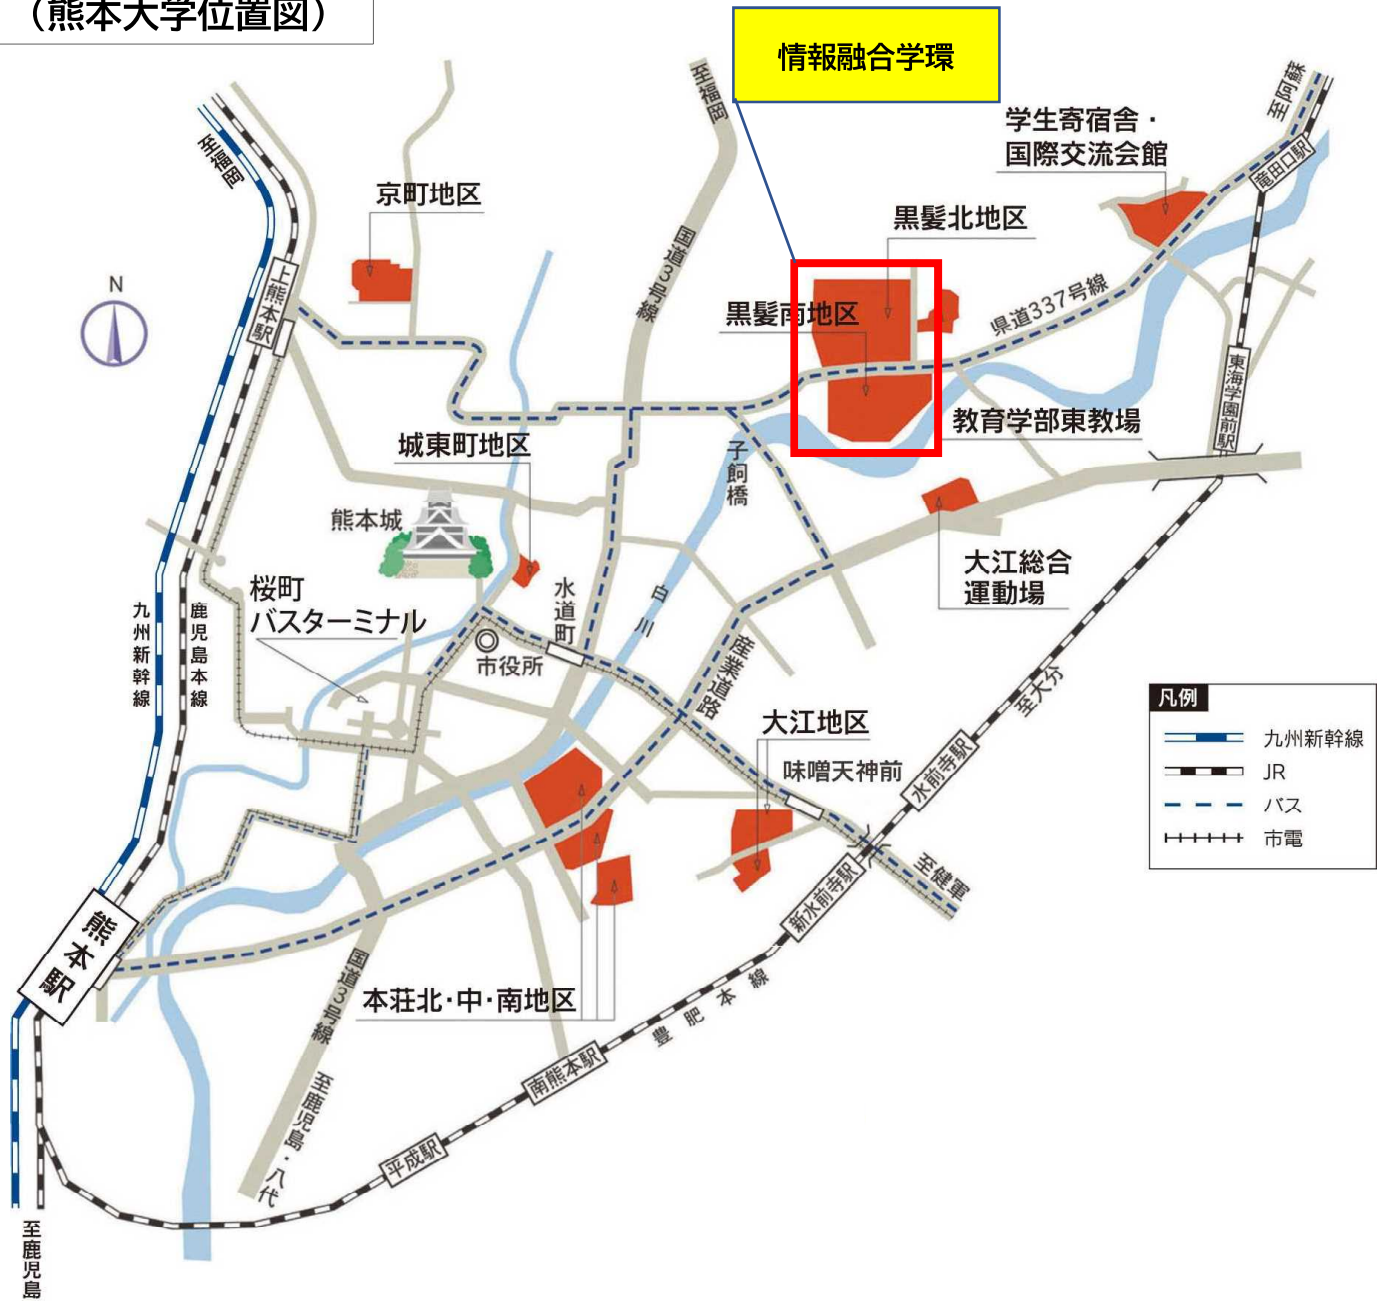 （熊本大学位置図）
情報融合学環
至福岡
至阿蘇
学生寄宿舎・
国際交流会館
竜田口駅
至福岡
京町地区
黒髪北地区
国道3号線
上熊本駅
N
黒髪南地区
県道337号線
東海学園前駅
教育学部東教場
城東町地区
子飼橋
熊本城
大江総合
運動場
桜町
バスターミナル
水道町
白川
九州新幹線
鹿児島本線
市役所
産業道路
至大分
大江地区
味噌天神前
水前寺駅
凡例
九州新幹線
JR
バス
市電
至健軍
新水前寺駅
熊本駅
国道3号線
本荘北・中・南地区
豊肥本線
南熊本駅
至鹿児島・八代
平成駅
至鹿児島